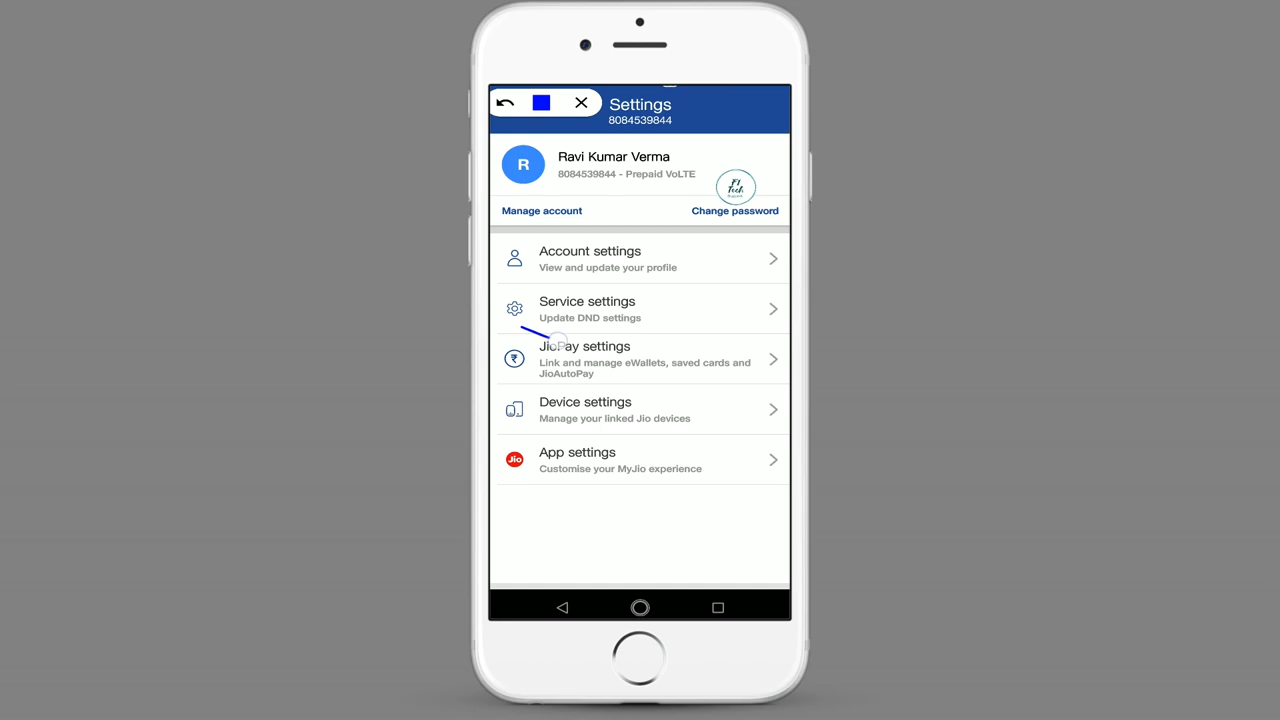 Settings
8084539844
R
Ravi Kumar Verma
8084539844 - Prepaid VoLTE
Tech
Manage account
Change password
Account settings
View and update your profile
Service settings
Update DND settings
JioPay settings
Link and manage eWallets, saved cards and
JioAutoPay
Device settings
Manage your linked Jio devices
Jio
App settings
Customise your MyJio experience